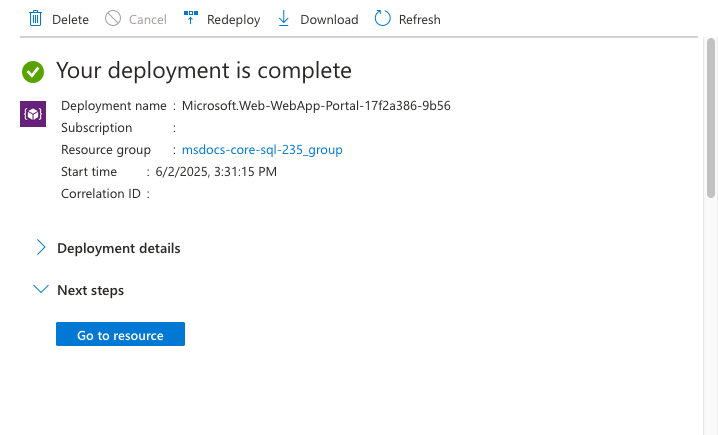 Delete Cancel Redeploy Download Refresh
Your deployment is complete
Deployment name : Microsoft.Web-WebApp-Portal-17f2a386-9b56
Subscription :
Resource group : msdocs-core-sql-235_group
Start time : 6/2/2025, 3:31:15 PM
Correlation ID :
Deployment details
Next steps
Go to resource